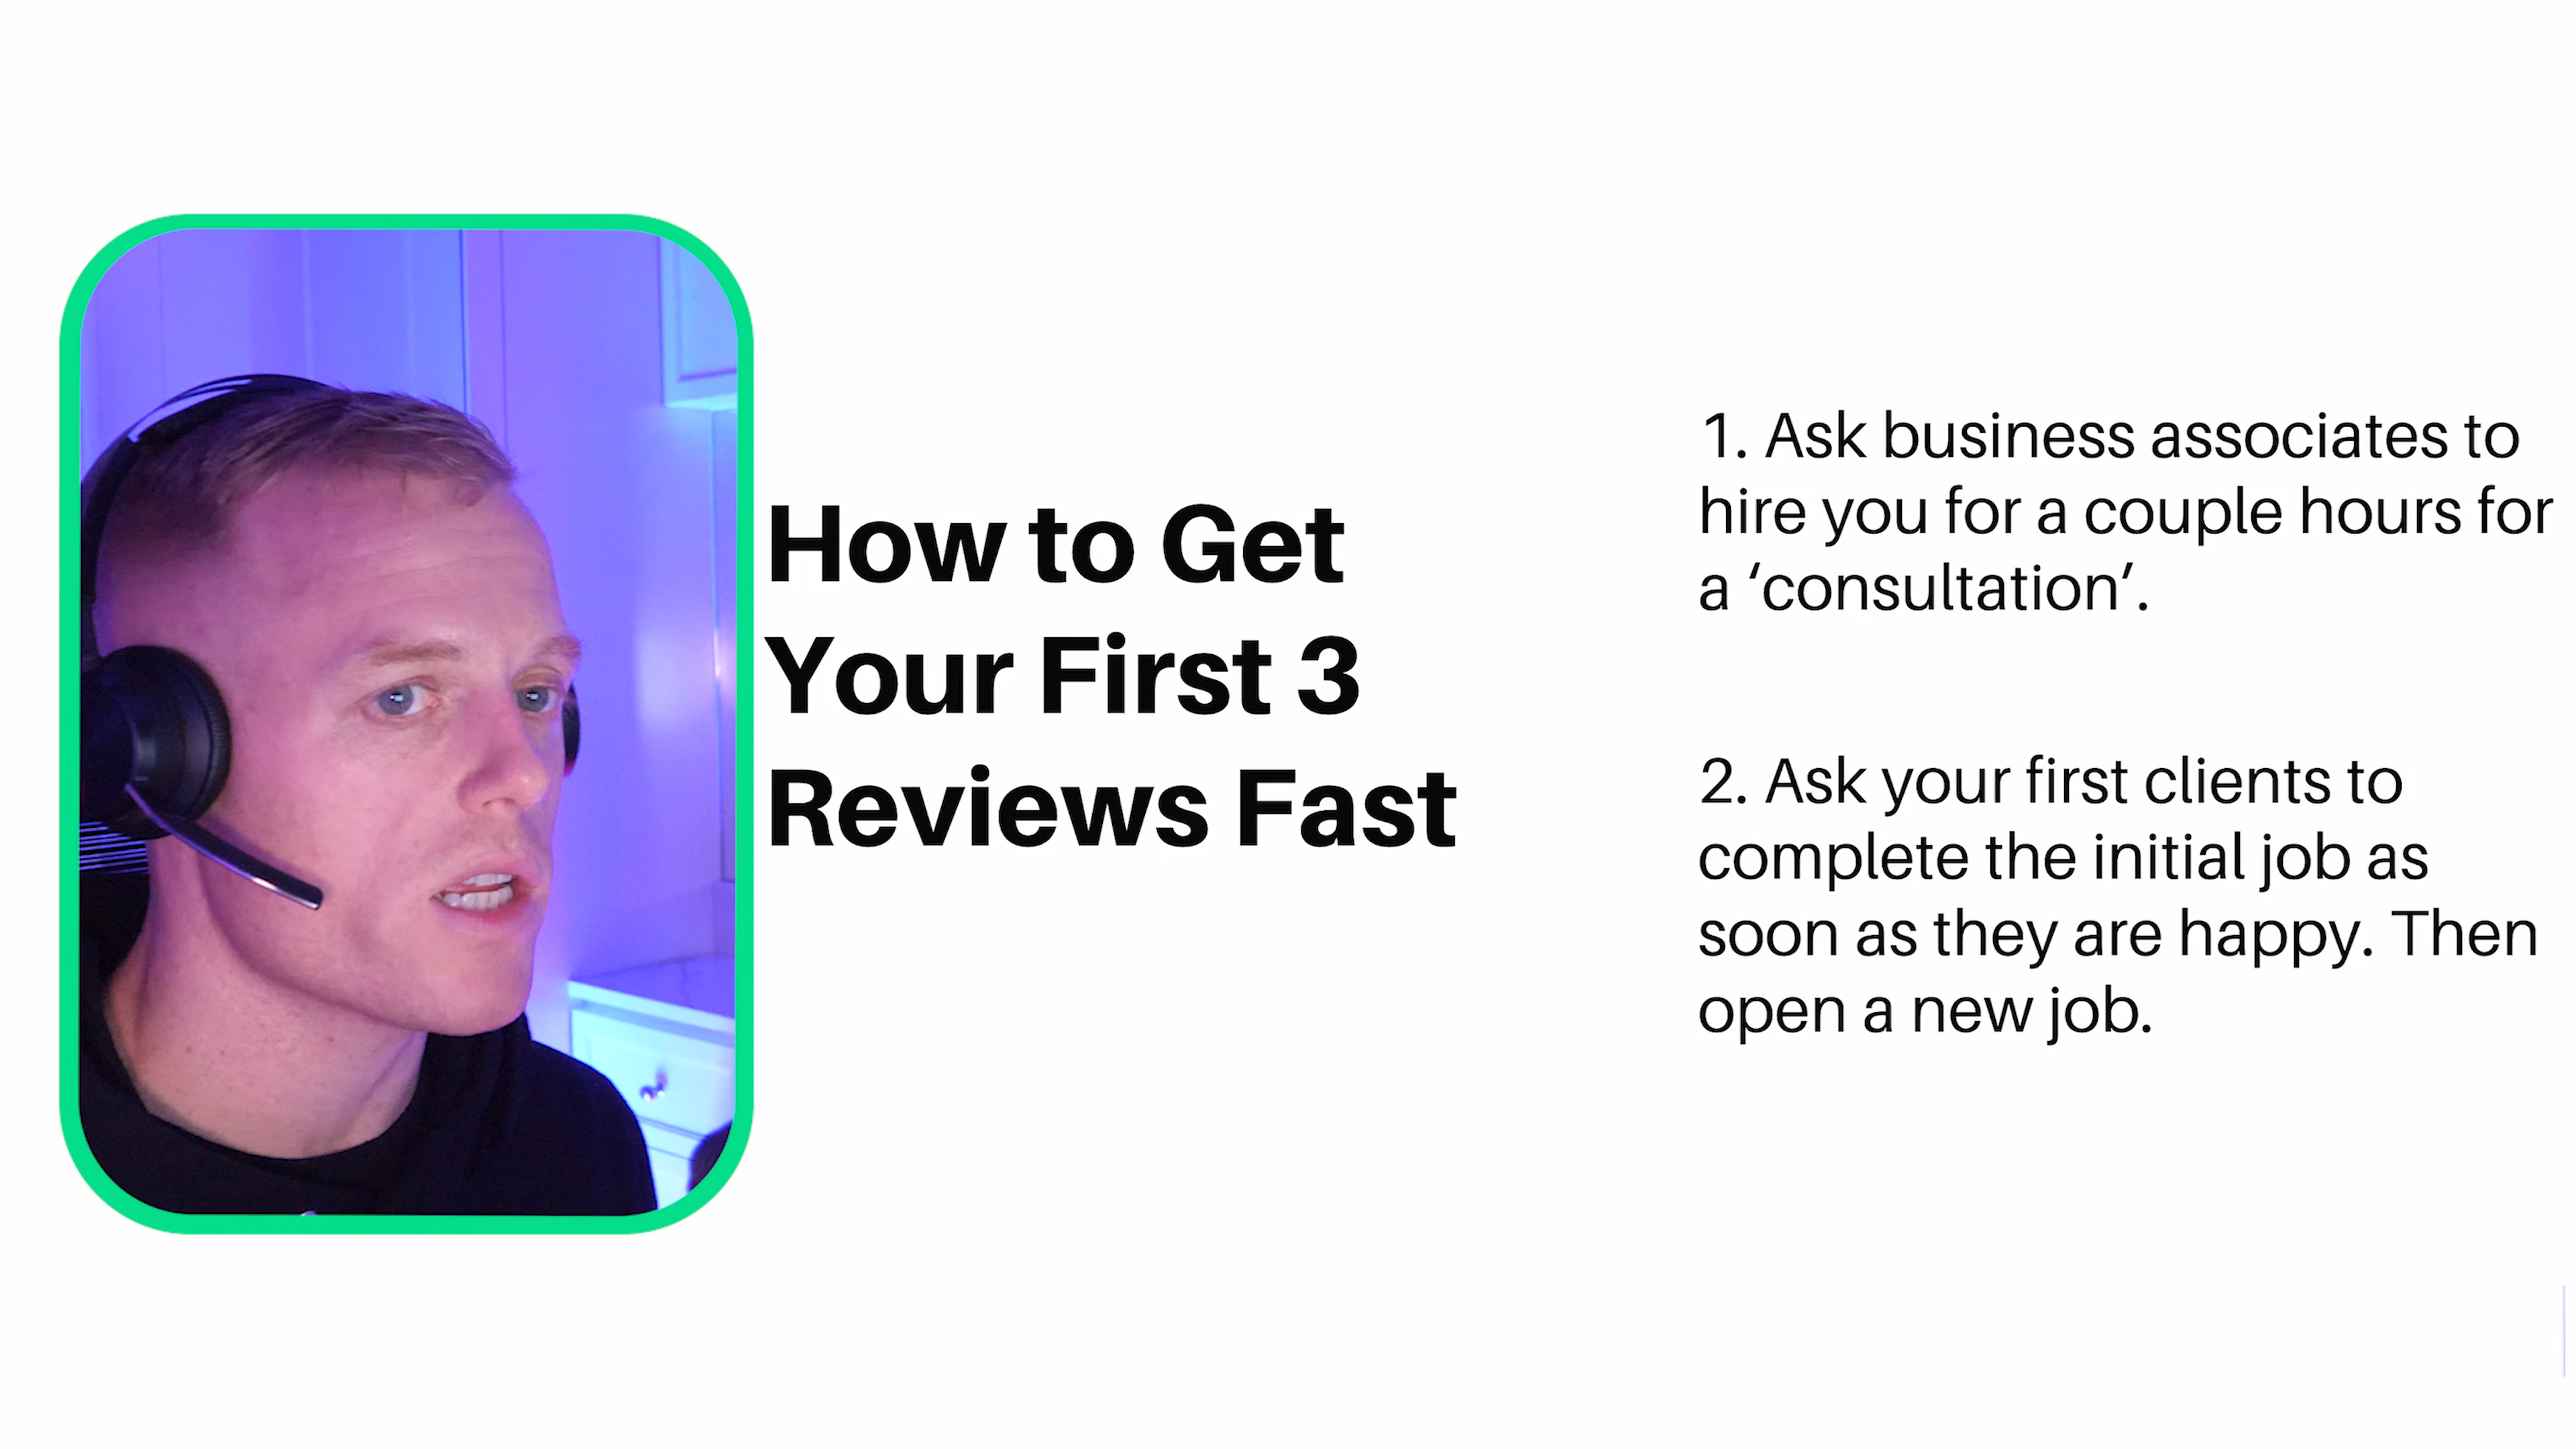 How to Get
Your First 3
Reviews Fast
1. Ask business associates to
hire you for a couple hours for
a ‘consultation’.
2. Ask your first clients to
complete the initial job as
soon as they are happy. Then
open a new job.